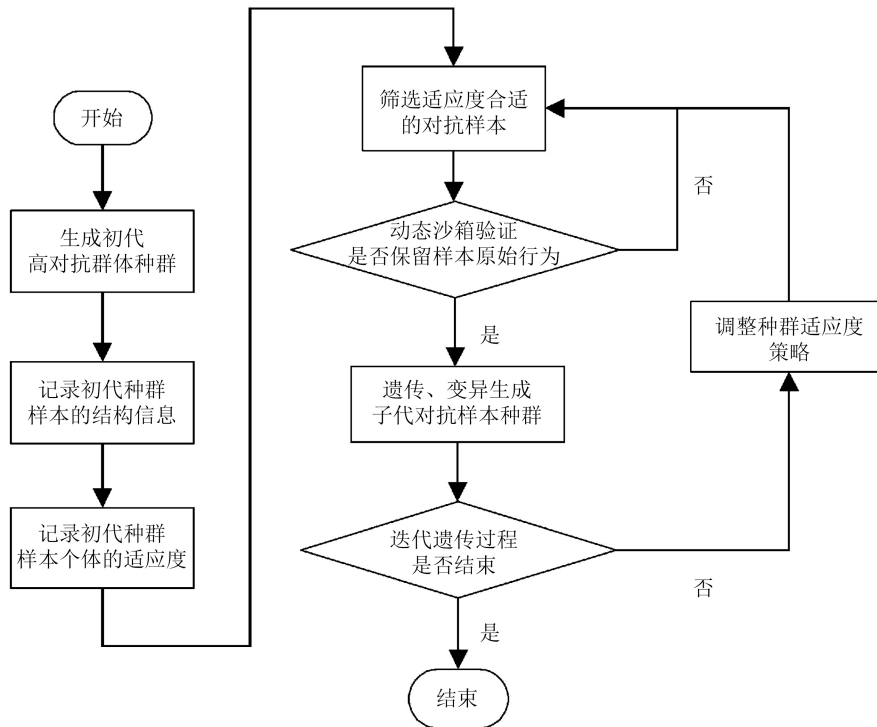 开始
生成初代
高对抗群体种群
记录初代种群
样本的结构信息
记录初代种群
样本个体的适应度
筛选适应度合适
的对抗样本
动态沙箱验证
是否保留样本原始行为
否
是
遗传、变异生成
子代对抗样本种群
调整种群适应度
策略
迭代遗传过程
是否结束
否
是
结束